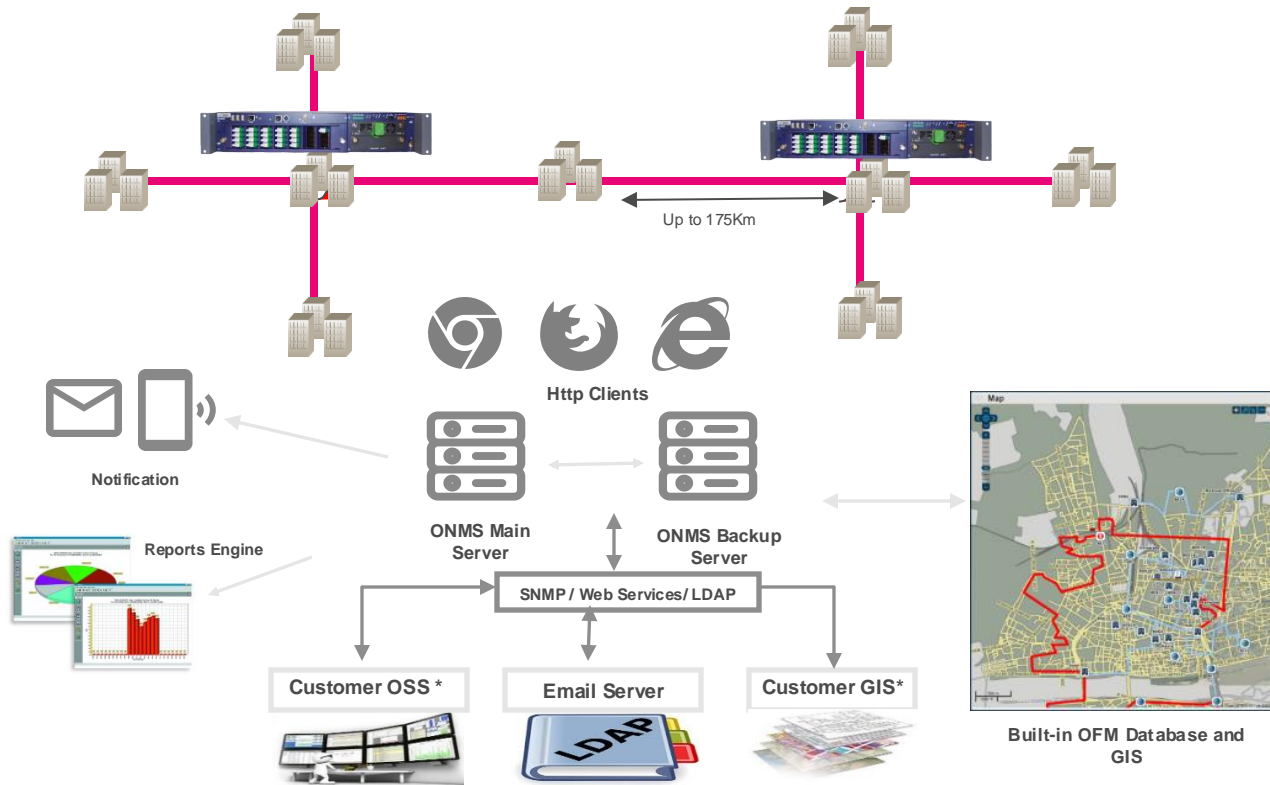 Up to 175Km
Http Clients
Notification
ONMS Main
Server
ONMS Backup
Server
Reports Engine
SNMP / Web Services/ LDAP
Customer OSS *
Email Server
Customer GIS*
LDAP
Map
Built-in OFM Database and
GIS